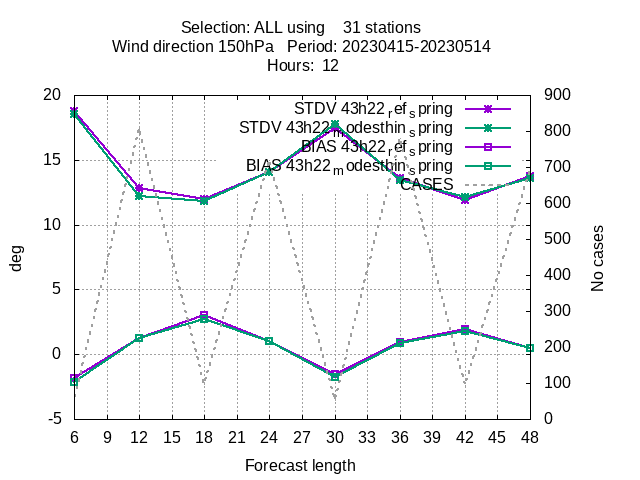 Selection: ALL using    31 stations
Wind direction 150hPa   Period: 20230415-20230514
Hours:  12
STDV 43h22_ref_spring
STDV 43h22_modesthin_spring
BIAS 43h22_ref_spring
BIAS 43h22_modesthin_spring
CASES
20
15
10
5
0
-5
deg
900
800
700
600
500
400
300
200
100
0
No cases
6 9 12 15 18 21 24 27 30 33 36 39 42 45 48
Forecast length